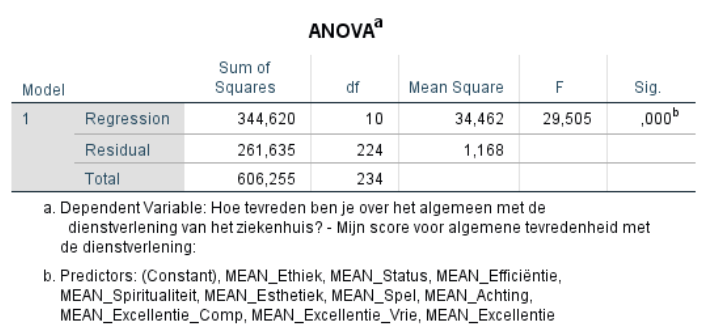 ANOVAa
Model Sum of Squares df Mean Square F Sig.
1 Regression 344,620 10 34,462 29,505 ,000b
Residual 261,635 224 1,168
Total 606,255 234
a. Dependent Variable: Hoe tevreden ben je over het algemeen met de
dienstverlening van het ziekenhuis? - Mijn score voor algemene tevredenheid met
de dienstverlening:
b. Predictors: (Constant), MEAN_Ethiek, MEAN_Status, MEAN_Efficiëntie,
MEAN_Spiritualiteit, MEAN_Esthetiek, MEAN_Spel, MEAN_Achting,
MEAN_Excellentie_Comp, MEAN_Excellentie_Vrie, MEAN_Excellentie